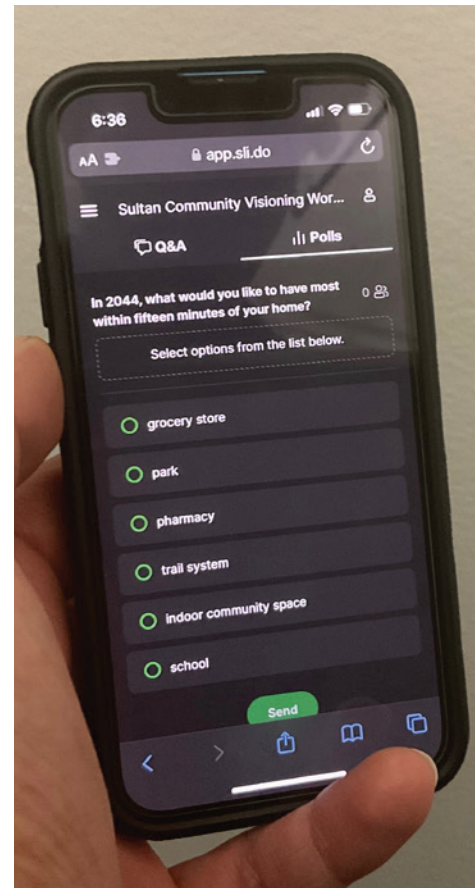 6:36
AA app.sli.do
Sultan Community Visioning Wor...
Q&A Polls
In 2044, what would you like to have most 0
within fifteen minutes of your home?
Select options from the list below.
grocery store
park
pharmacy
trail system
indoor community space
school
Send